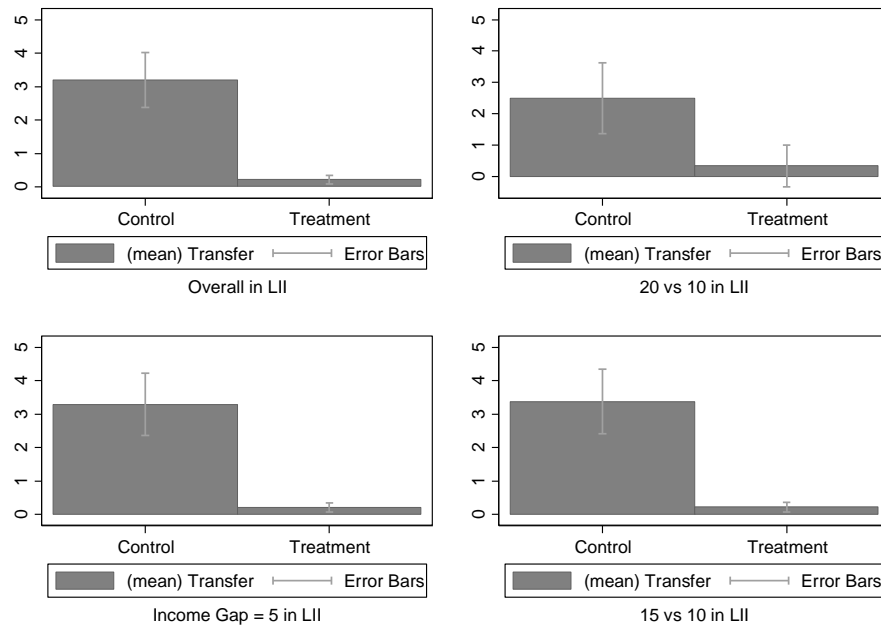 5
4
3
2
1
0
Control Treatment
(mean) Transfer Error Bars
Overall in LII
5
4
3
2
1
0
Control Treatment
(mean) Transfer Error Bars
20 vs 10 in LII
5
4
3
2
1
0
Control Treatment
(mean) Transfer Error Bars
Income Gap = 5 in LII
5
4
3
2
1
0
Control Treatment
(mean) Transfer Error Bars
15 vs 10 in LII